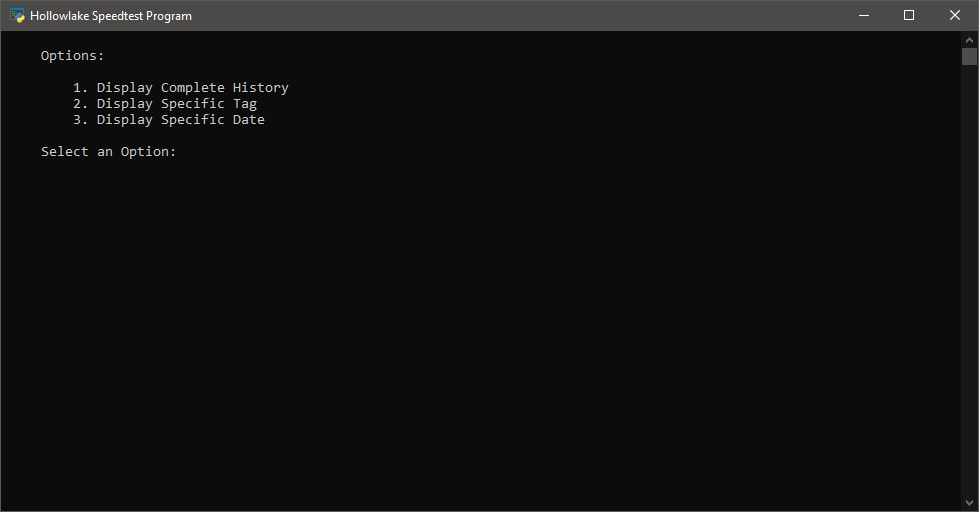 Hollowlake Speedtest Program
Options:
1. Display Complete History
2. Display Specific Tag
3. Display Specific Date
Select an Option: